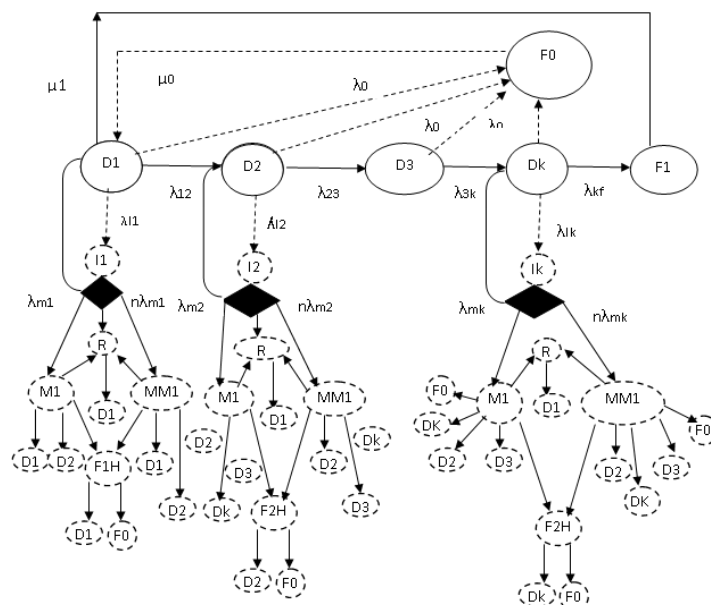 F0
μ1
μ0
λ0
λ0
D1
D2
D3
Dk
F1
λ12
λ23
λ3k
λkf
λI1
λIk
I1
I2
Ik
λm1
nλm1
λm2
nλm2
λmk
nλmk
R
R
R
M1
MM1
M1
MM1
M1
MM1
F0
D1
D1
D1
DK
F0
D2
Dk
D1
D2
F1H
D1
D3
D2
D2
D3
D2
D3
D2
Dk
F2H
D3
DK
D1
F0
F2H
D2
F0
Dk
F0